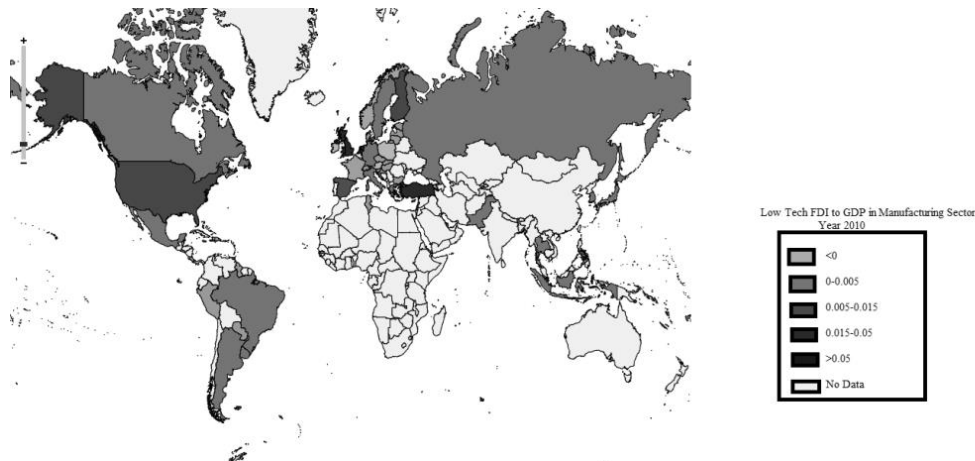 +
−
Low Tech FDI to GDP in Manufacturing Sector
Year 2010
<0
0-0.005
0.005-0.015
0.015-0.05
>0.05
No Data